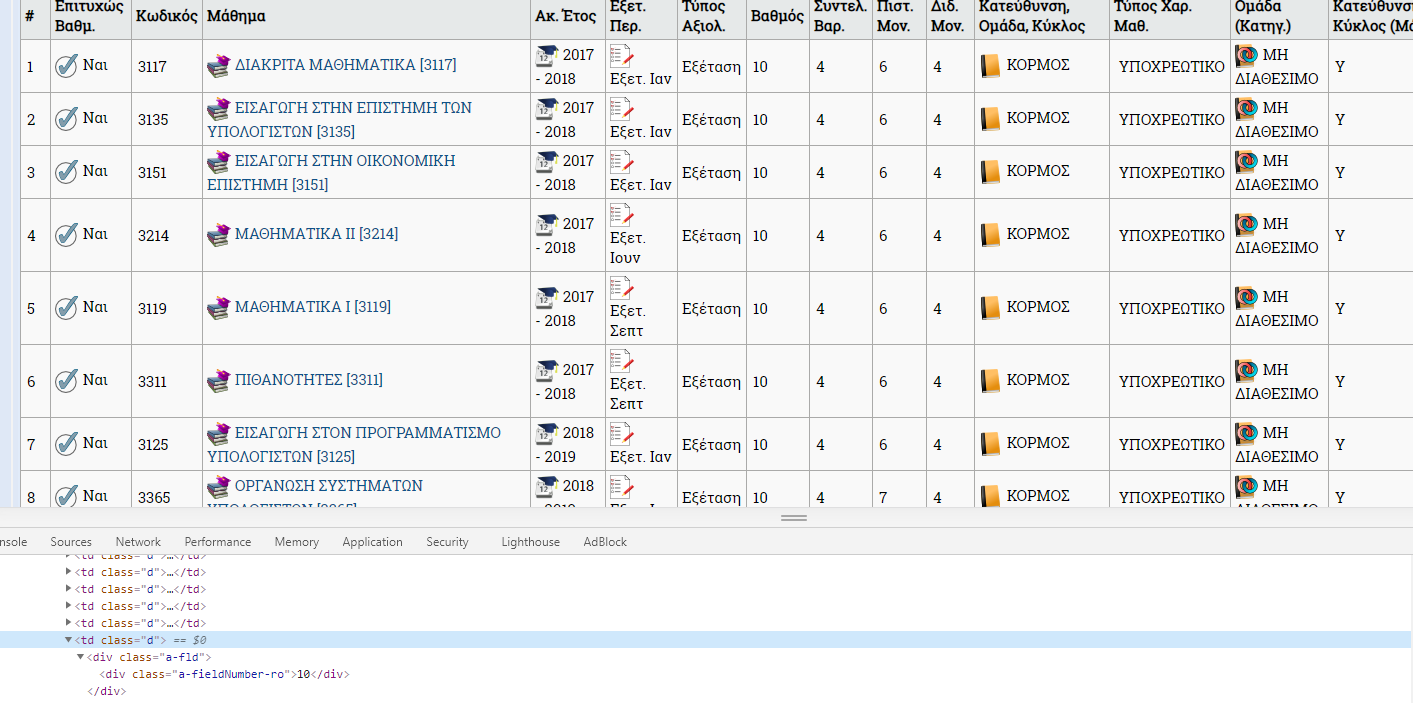 # Επιτυχώς Βαθμ. Κωδικός Μάθημα Ακ. Έτος Εξετ. Περ. Τύπος Αξιολ. Βαθμός Συντελ. Βαρ. Πιστ. Μον. Διδ. Μον. Κατεύθυνση, Ομάδα, Κύκλος Τύπος Χαρ. Μαθ. Ομάδα (Κατηγ.)
1 Ναι 3117 ΔΙΑΚΡΙΤΑ ΜΑΘΗΜΑΤΙΚΑ [3117] 2017 - 2018 Εξετ. Ιαν Εξέταση 10 4 6 4 ΚΟΡΜΟΣ ΥΠΟΧΡΕΩΤΙΚΟ ΜΗ ΔΙΑΘΕΣΙΜΟ Υ
2 Ναι 3135 ΕΙΣΑΓΩΓΗ ΣΤΗΝ ΕΠΙΣΤΗΜΗ ΤΩΝ ΥΠΟΛΟΓΙΣΤΩΝ [3135] 2017 - 2018 Εξετ. Ιαν Εξέταση 10 4 6 4 ΚΟΡΜΟΣ ΥΠΟΧΡΕΩΤΙΚΟ ΜΗ ΔΙΑΘΕΣΙΜΟ Υ
3 Ναι 3151 ΕΙΣΑΓΩΓΗ ΣΤΗΝ ΟΙΚΟΝΟΜΙΚΗ ΕΠΙΣΤΗΜΗ [3151] 2017 - 2018 Εξετ. Ιαν Εξέταση 10 4 6 4 ΚΟΡΜΟΣ ΥΠΟΧΡΕΩΤΙΚΟ ΜΗ ΔΙΑΘΕΣΙΜΟ Υ
4 Ναι 3214 ΜΑΘΗΜΑΤΙΚΑ ΙΙ [3214] 2017 - 2018 Εξετ. Ιουν Εξέταση 10 4 6 4 ΚΟΡΜΟΣ ΥΠΟΧΡΕΩΤΙΚΟ ΜΗ ΔΙΑΘΕΣΙΜΟ Υ
5 Ναι 3119 ΜΑΘΗΜΑΤΙΚΑ Ι [3119] 2017 - 2018 Εξετ. Σεπτ Εξέταση 10 4 6 4 ΚΟΡΜΟΣ ΥΠΟΧΡΕΩΤΙΚΟ ΜΗ ΔΙΑΘΕΣΙΜΟ Υ
6 Ναι 3311 ΠΙΘΑΝΟΤΗΤΕΣ [3311] 2017 - 2018 Εξετ. Σεπτ Εξέταση 10 4 6 4 ΚΟΡΜΟΣ ΥΠΟΧΡΕΩΤΙΚΟ ΜΗ ΔΙΑΘΕΣΙΜΟ Υ
7 Ναι 3125 ΕΙΣΑΓΩΓΗ ΣΤΟΝ ΠΡΟΓΡΑΜΜΑΤΙΣΜΟ ΥΠΟΛΟΓΙΣΤΩΝ [3125] 2018 - 2019 Εξετ. Ιαν Εξέταση 10 4 6 4 ΚΟΡΜΟΣ ΥΠΟΧΡΕΩΤΙΚΟ ΜΗ ΔΙΑΘΕΣΙΜΟ Υ
8 Ναι 3365 ΟΡΓΑΝΩΣΗ ΣΥΣΤΗΜΑΤΩΝ 2018 Εξέταση 10 4 7 4 ΚΟΡΜΟΣ ΥΠΟΧΡΕΩΤΙΚΟ ΜΗ Υ
Sources Network Performance Memory Application Security Lighthouse AdBlock
<td class="d">…</td>
<td class="d">…</td>
<td class="d">…</td>
<td class="d">…</td>
<td class="d">…</td>
<td class="d"> == $0
<div class="a-fld">
<div class="a-fieldNumber-ro">10</div>
</div>